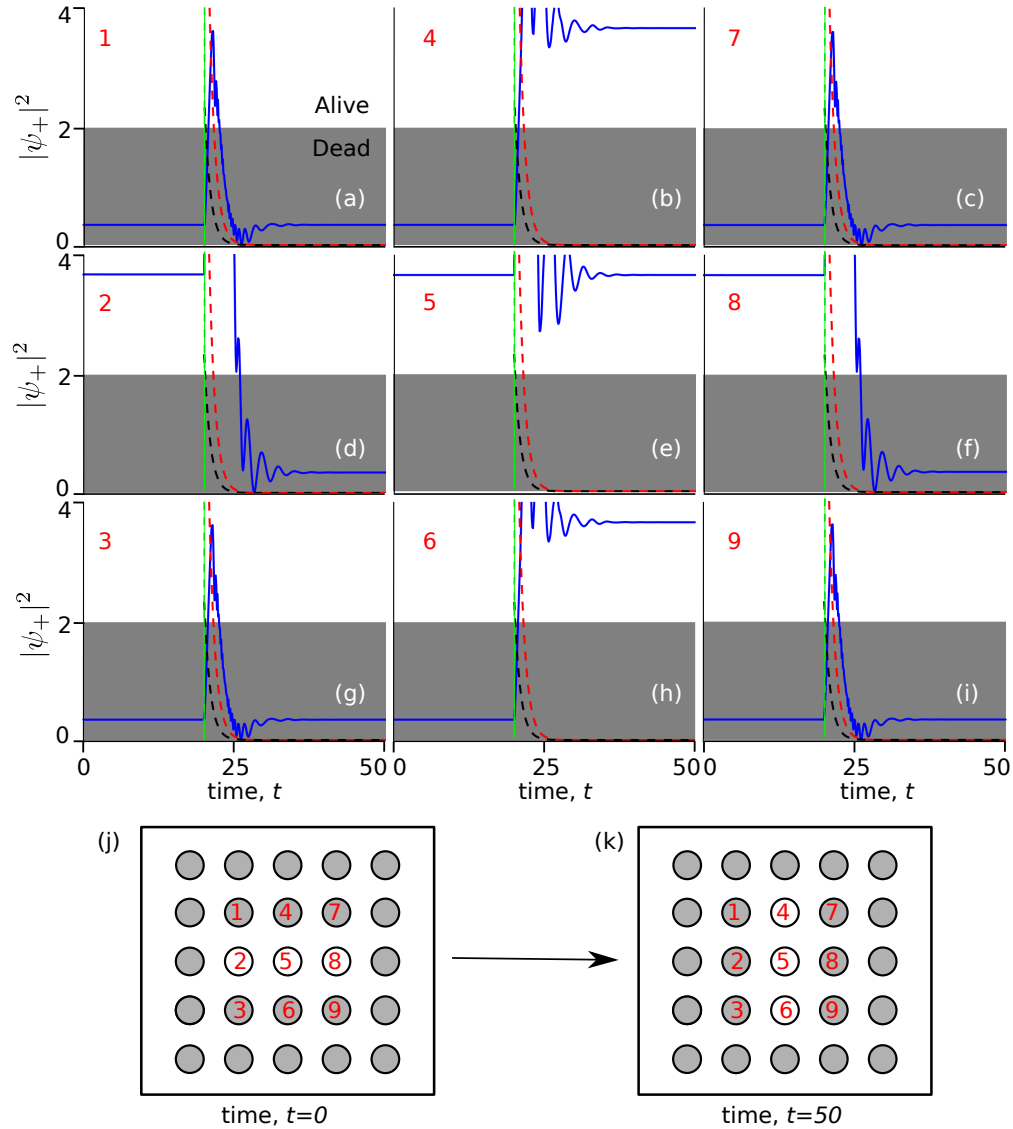 4 1 4 7
|ψ₊|² Alive
2 Dead
(a) (b) (c)
0
4 2 5 8
|ψ₊|²
2
(d) (e) (f)
0
4 3 6 9
|ψ₊|²
2
(g) (h) (i)
0
0 25 50 0 25 50 0 25 50
time, t time, t time, t
(j) (k)
1 4 7 1 4 7
2 5 8 2 5 8
3 6 9 3 6 9
time, t=0 time, t=50